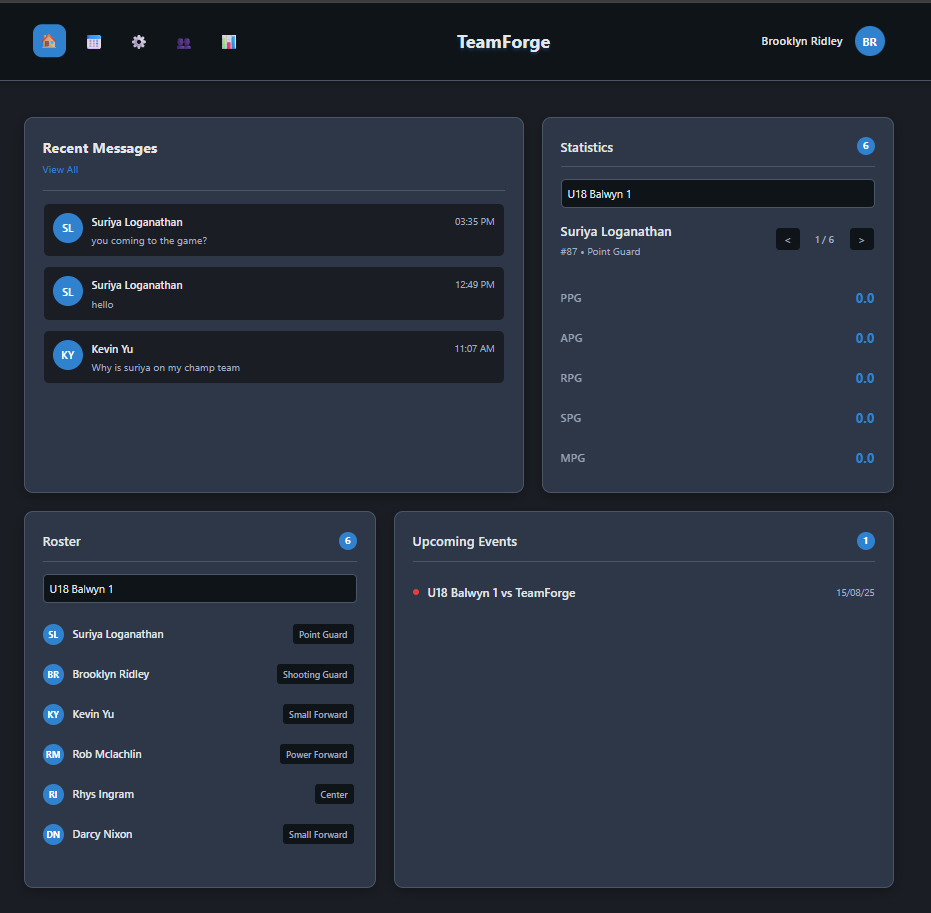 TeamForge
Brooklyn Ridley BR
Recent Messages
View All
SL Suriya Loganathan 03:35 PM
you coming to the game?
SL Suriya Loganathan 12:49 PM
hello
KY Kevin Yu 11:07 AM
Why is suriya on my champ team
Statistics 6
U18 Balwyn 1
Suriya Loganathan
#87 • Point Guard
< 1 / 6 >
PPG 0.0
APG 0.0
RPG 0.0
SPG 0.0
MPG 0.0
Roster 6
U18 Balwyn 1
SL Suriya Loganathan Point Guard
BR Brooklyn Ridley Shooting Guard
KY Kevin Yu Small Forward
RM Rob Mclachlin Power Forward
RI Rhys Ingram Center
DN Darcy Nixon Small Forward
Upcoming Events 1
U18 Balwyn 1 vs TeamForge 15/08/25